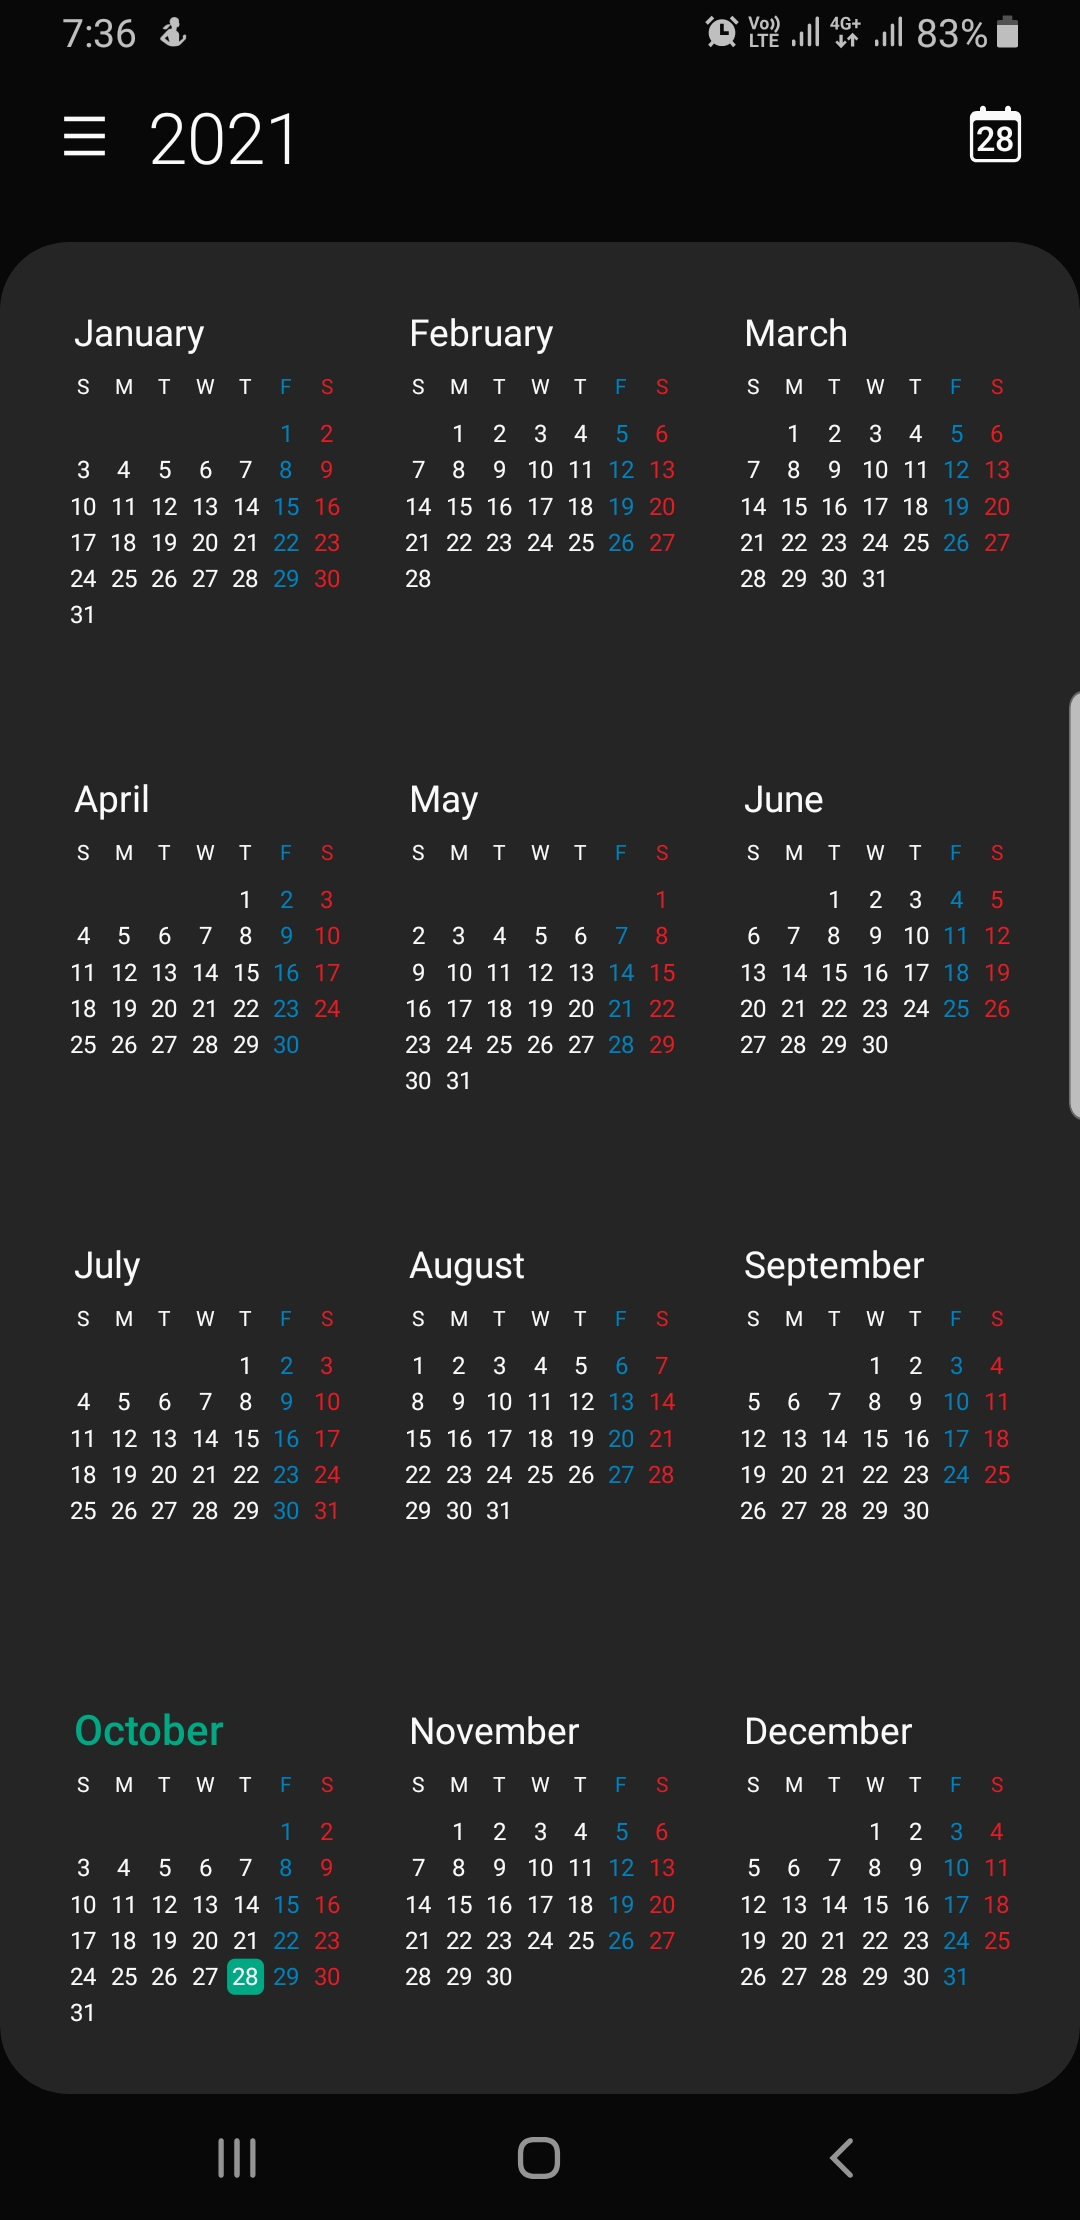 7:36 Vo)) LTE 4G+ 83%
2021 28
January February March
S M T W T F S S M T W T F S S M T W T F S
1 2 1 2 3 4 5 6 1 2 3 4 5 6
3 4 5 6 7 8 9 7 8 9 10 11 12 13 7 8 9 10 11 12 13
10 11 12 13 14 15 16 14 15 16 17 18 19 20 14 15 16 17 18 19 20
17 18 19 20 21 22 23 21 22 23 24 25 26 27 21 22 23 24 25 26 27
24 25 26 27 28 29 30 28 28 29 30 31
31
April May June
S M T W T F S S M T W T F S S M T W T F S
1 2 3 1 1 2 3 4 5
4 5 6 7 8 9 10 2 3 4 5 6 7 8 6 7 8 9 10 11 12
11 12 13 14 15 16 17 9 10 11 12 13 14 15 13 14 15 16 17 18 19
18 19 20 21 22 23 24 16 17 18 19 20 21 22 20 21 22 23 24 25 26
25 26 27 28 29 30 23 24 25 26 27 28 29 27 28 29 30
30 31
July August September
S M T W T F S S M T W T F S S M T W T F S
1 2 3 1 2 3 4 5 6 7 1 2 3 4
4 5 6 7 8 9 10 8 9 10 11 12 13 14 5 6 7 8 9 10 11
11 12 13 14 15 16 17 15 16 17 18 19 20 21 12 13 14 15 16 17 18
18 19 20 21 22 23 24 22 23 24 25 26 27 28 19 20 21 22 23 24 25
25 26 27 28 29 30 31 29 30 31 26 27 28 29 30
October November December
S M T W T F S S M T W T F S S M T W T F S
1 2 1 2 3 4 5 6 1 2 3 4
3 4 5 6 7 8 9 7 8 9 10 11 12 13 5 6 7 8 9 10 11
10 11 12 13 14 15 16 14 15 16 17 18 19 20 12 13 14 15 16 17 18
17 18 19 20 21 22 23 21 22 23 24 25 26 27 19 20 21 22 23 24 25
24 25 26 27 28 29 30 28 29 30 26 27 28 29 30 31
31